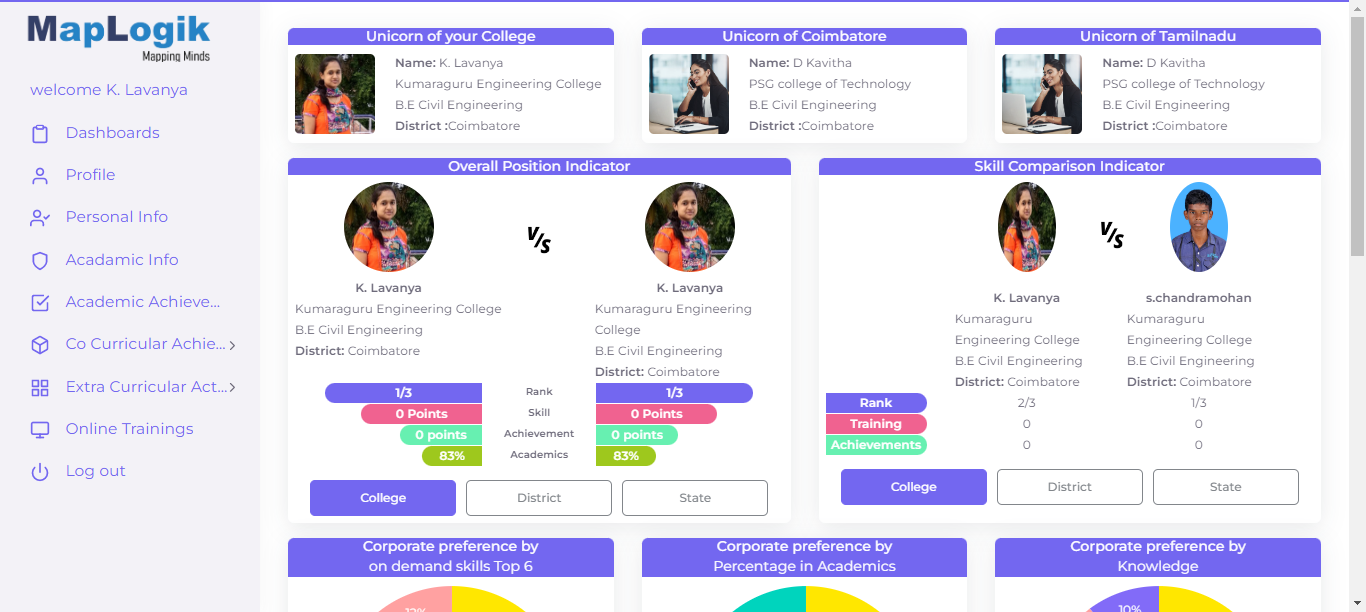 MapLogik
Mapping Minds
welcome K. Lavanya
Dashboards
Profile
Personal Info
Acadamic Info
Academic Achieve...
Co Curricular Achie...
Extra Curricular Act...
Online Trainings
Log out
Unicorn of your College
Name: K. Lavanya
Kumaraguru Engineering College
B.E Civil Engineering
District :Coimbatore
Unicorn of Coimbatore
Name: D Kavitha
PSG college of Technology
B.E Civil Engineering
District :Coimbatore
Unicorn of Tamilnadu
Name: D Kavitha
PSG college of Technology
B.E Civil Engineering
District :Coimbatore
Overall Position Indicator
V/S
K. Lavanya
Kumaraguru Engineering College
B.E Civil Engineering
District: Coimbatore
K. Lavanya
Kumaraguru Engineering
College
B.E Civil Engineering
District: Coimbatore
1/3 Rank 1/3
0 Points Skill 0 Points
0 points Achievement 0 points
83% Academics 83%
College District State
Skill Comparison Indicator
V/S
K. Lavanya
Kumaraguru
Engineering College
B.E Civil Engineering
District: Coimbatore
s.chandramohan
Kumaraguru
Engineering College
B.E Civil Engineering
District: Coimbatore
Rank 2/3 1/3
Training 0 0
Achievements 0 0
College District State
Corporate preference by
on demand skills Top 6
12%
Corporate preference by
Percentage in Academics
Corporate preference by
Knowledge
10%